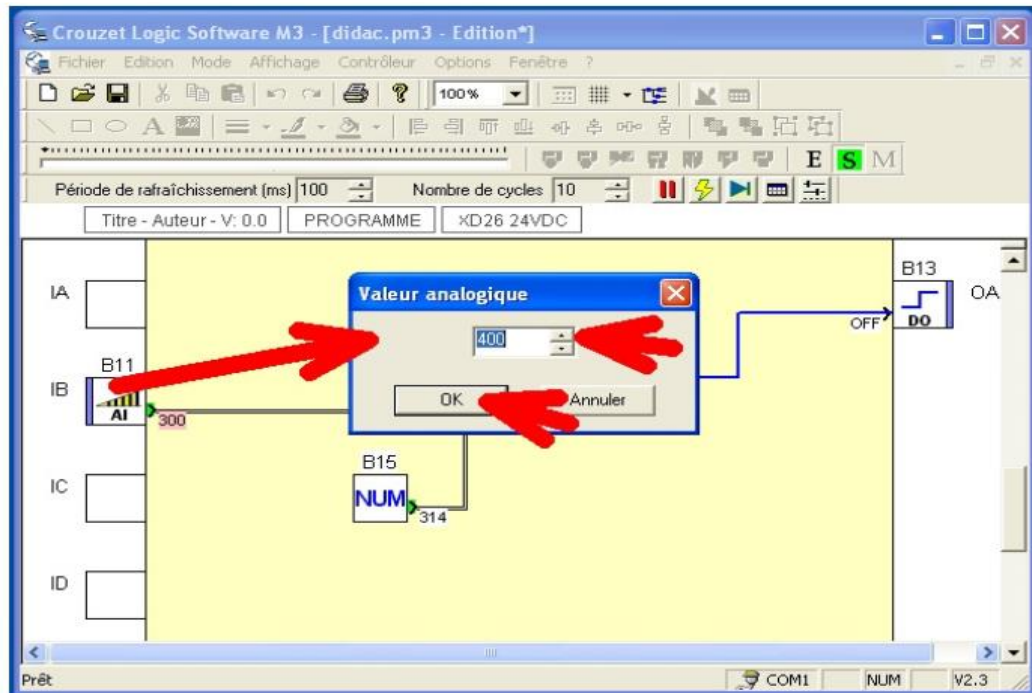 Crouzet Logic Software M3 - [didac.pm3 - Edition*]
Fichier Edition Mode Affichage Contrôleur Options Fenêtre ?
100%
E S M
Période de rafraîchissement (ms) 100 Nombre de cycles 10
Titre - Auteur - V: 0.0 PROGRAMME XD26 24VDC
B13
IA OA
Valeur analogique
OFF DO
400
B11
IB
AI
300
OK Annuler
B15
IC
NUM
314
ID
Prêt COM1 NUM V2.3